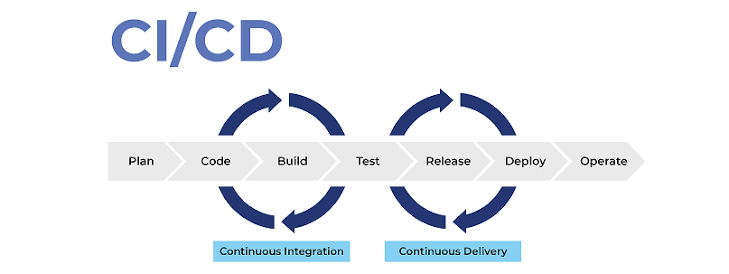 CI/CD
Plan Code Build Test Release Deploy Operate
Continuous Integration Continuous Delivery